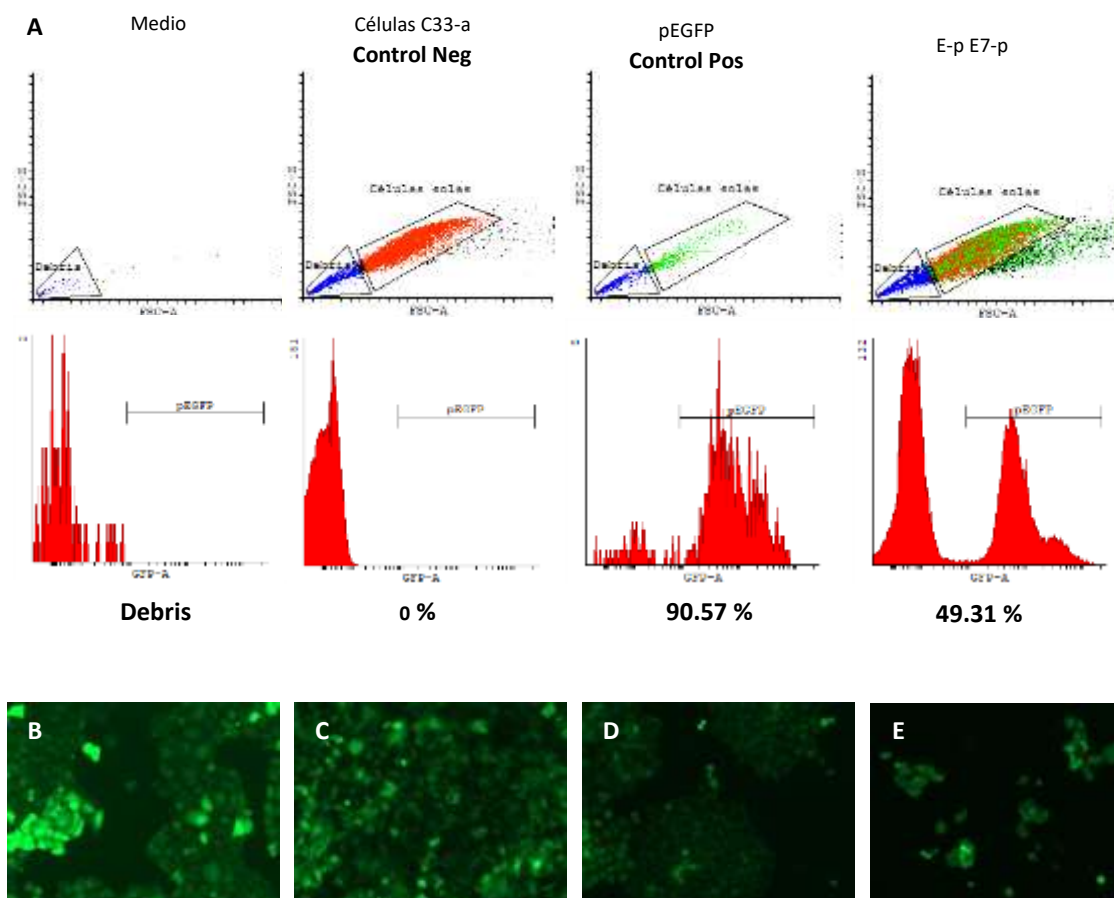 A
Medio
Células C33-a
Control Neg
pEGFP
Control Pos
E-p E7-p
Células solas
Células solas
Células solas
Debris
Debris
Debris
Debris
FSC-A
FSC-A
FSC-A
FSC-A
pEGFP
pEGFP
pEGFP
pEGFP
GFP-A
GFP-A
GFP-A
GFP-A
Debris
0 %
90.57 %
49.31 %
B
C
D
E